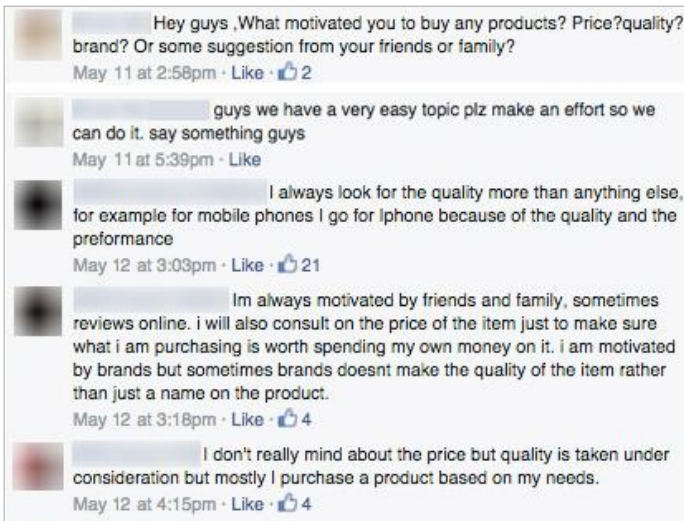 Hey guys ,What motivated you to buy any products? Price?quality?
brand? Or some suggestion from your friends or family?
May 11 at 2:58pm · Like · 2
guys we have a very easy topic plz make an effort so we
can do it. say something guys
May 11 at 5:39pm · Like
I always look for the quality more than anything else,
for example for mobile phones I go for Iphone because of the quality and the
preformance
May 12 at 3:03pm · Like · 21
Im always motivated by friends and family, sometimes
reviews online. i will also consult on the price of the item just to make sure
what i am purchasing is worth spending my own money on it. i am motivated
by brands but sometimes brands doesnt make the quality of the item rather
than just a name on the product.
May 12 at 3:18pm · Like · 4
I don't really mind about the price but quality is taken under
consideration but mostly I purchase a product based on my needs.
May 12 at 4:15pm · Like · 4